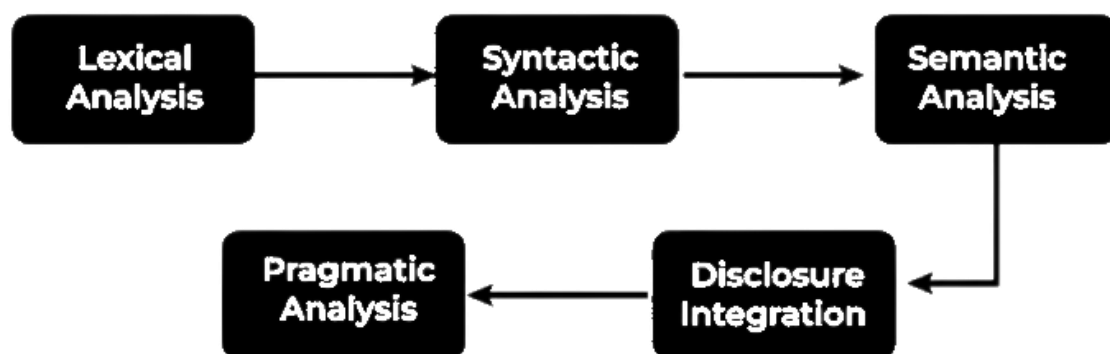 Lexical
Analysis
Syntactic
Analysis
Semantic
Analysis
Disclosure
Integration
Pragmatic
Analysis